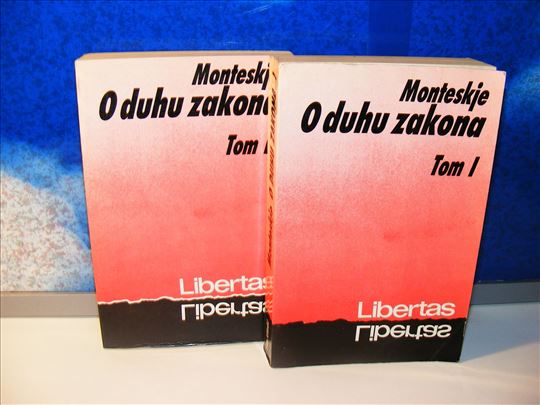 Monteskje
O duhu zakona
Tom
Libertas
Libertas
Monteskje
O duhu zakona
Tom I
Libertas
Libertas